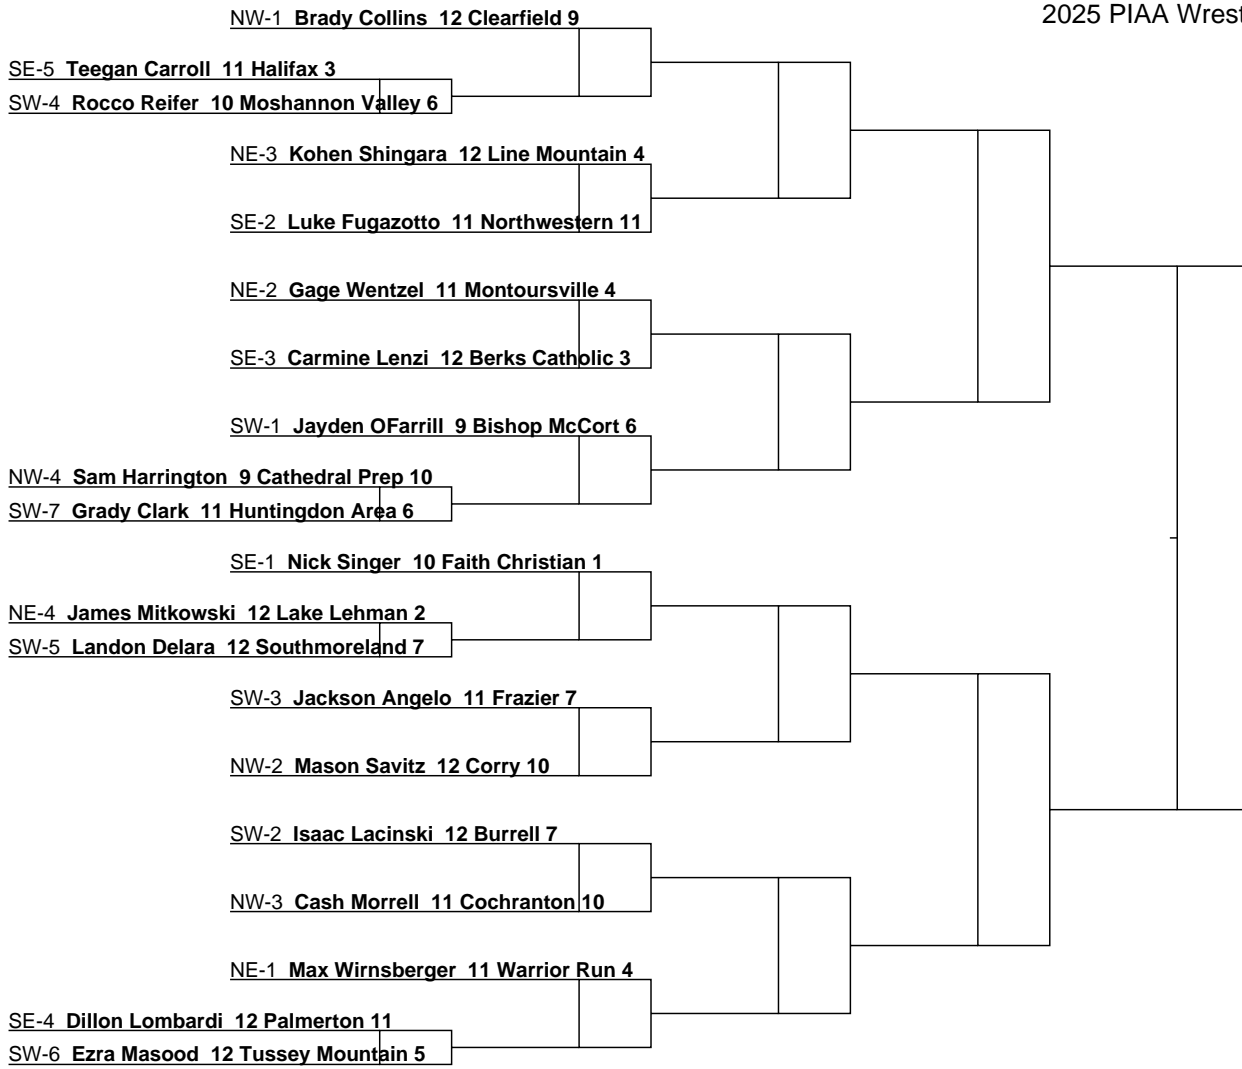 2025 PIAA Wrest
NW-1 Brady Collins 12 Clearfield 9
SE-5 Teegan Carroll 11 Halifax 3
SW-4 Rocco Reifer 10 Moshannon Valley 6
NE-3 Kohen Shingara 12 Line Mountain 4
SE-2 Luke Fugazotto 11 Northwestern 11
NE-2 Gage Wentzel 11 Montoursville 4
SE-3 Carmine Lenzi 12 Berks Catholic 3
SW-1 Jayden OFarrill 9 Bishop McCort 6
NW-4 Sam Harrington 9 Cathedral Prep 10
SW-7 Grady Clark 11 Huntingdon Area 6
SE-1 Nick Singer 10 Faith Christian 1
NE-4 James Mitkowski 12 Lake Lehman 2
SW-5 Landon Delara 12 Southmoreland 7
SW-3 Jackson Angelo 11 Frazier 7
NW-2 Mason Savitz 12 Corry 10
SW-2 Isaac Lacinski 12 Burrell 7
NW-3 Cash Morrell 11 Cochranton 10
NE-1 Max Wirnsberger 11 Warrior Run 4
SE-4 Dillon Lombardi 12 Palmerton 11
SW-6 Ezra Masood 12 Tussey Mountain 5